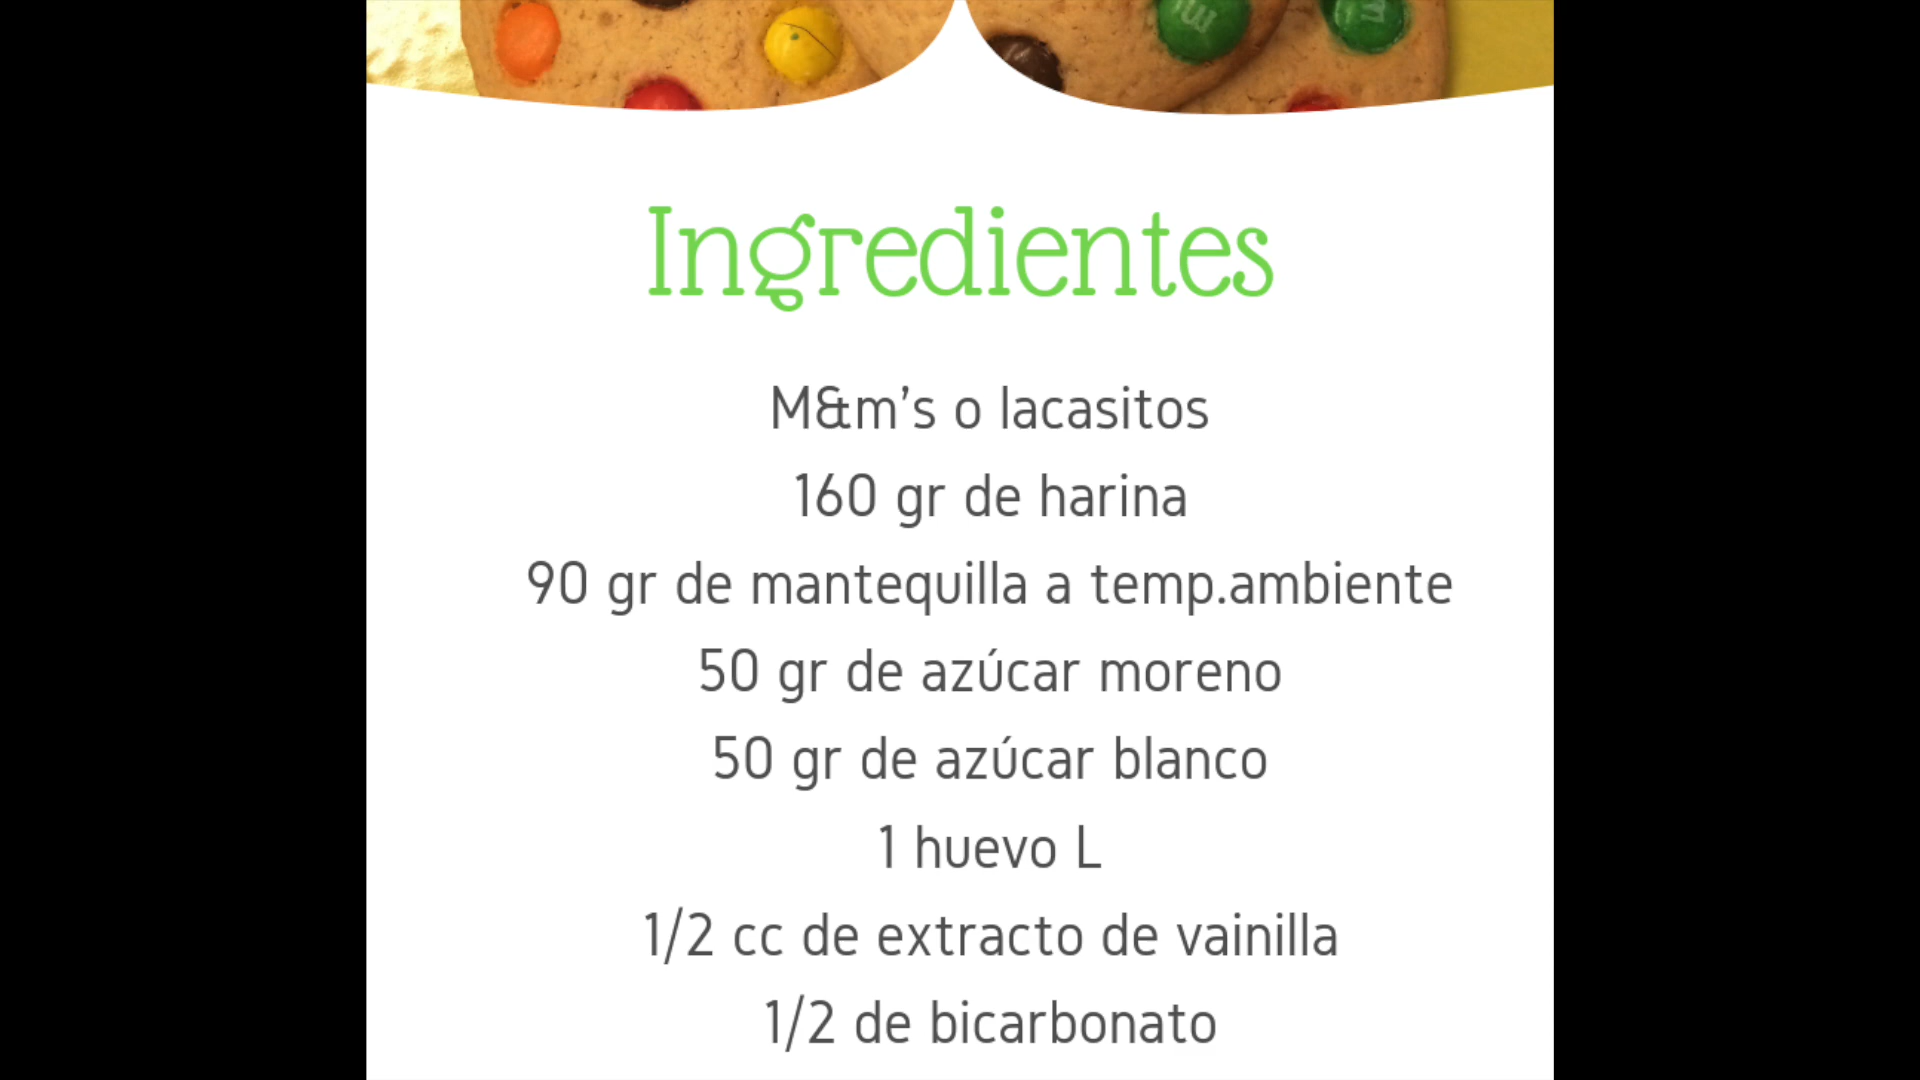 Ingredientes
M&m's o lacasitos
160 gr de harina
90 gr de mantequilla a temp.ambiente
50 gr de azúcar moreno
50 gr de azúcar blanco
1 huevo L
1/2 cc de extracto de vainilla
1/2 de bicarbonato